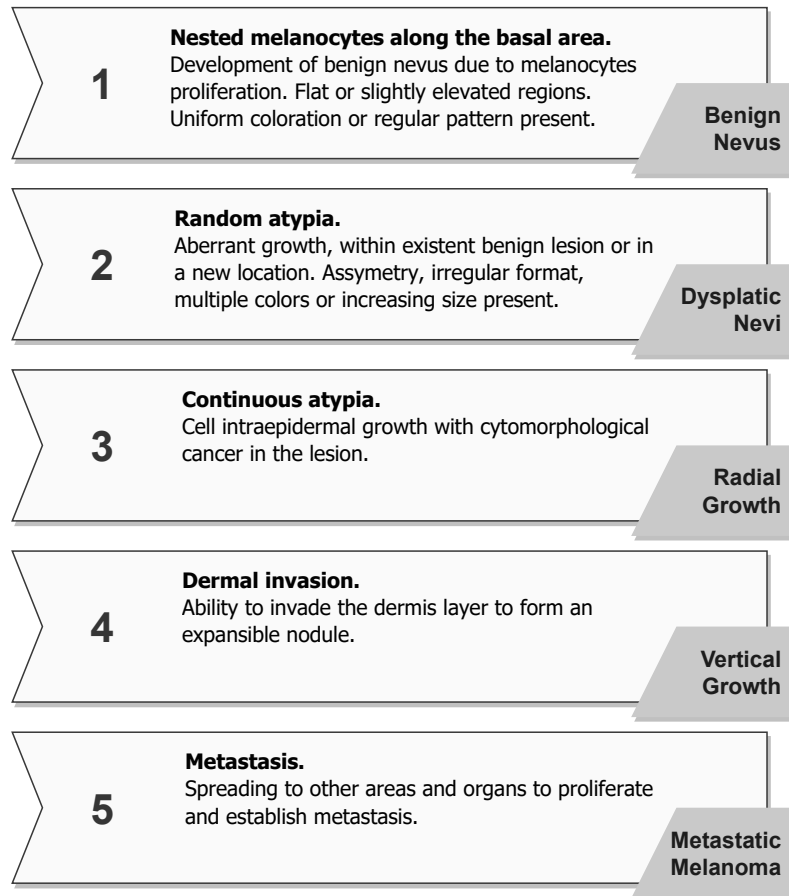 Nested melanocytes along the basal area.
1
Development of benign nevus due to melanocytes
proliferation. Flat or slightly elevated regions.
Uniform coloration or regular pattern present.
Benign
Nevus
Random atypia.
2
Aberrant growth, within existent benign lesion or in
a new location. Assymetry, irregular format,
multiple colors or increasing size present.
Dysplatic
Nevi
Continuous atypia.
3
Cell intraepidermal growth with cytomorphological
cancer in the lesion.
Radial
Growth
Dermal invasion.
4
Ability to invade the dermis layer to form an
expansible nodule.
Vertical
Growth
Metastasis.
5
Spreading to other areas and organs to proliferate
and establish metastasis.
Metastatic
Melanoma